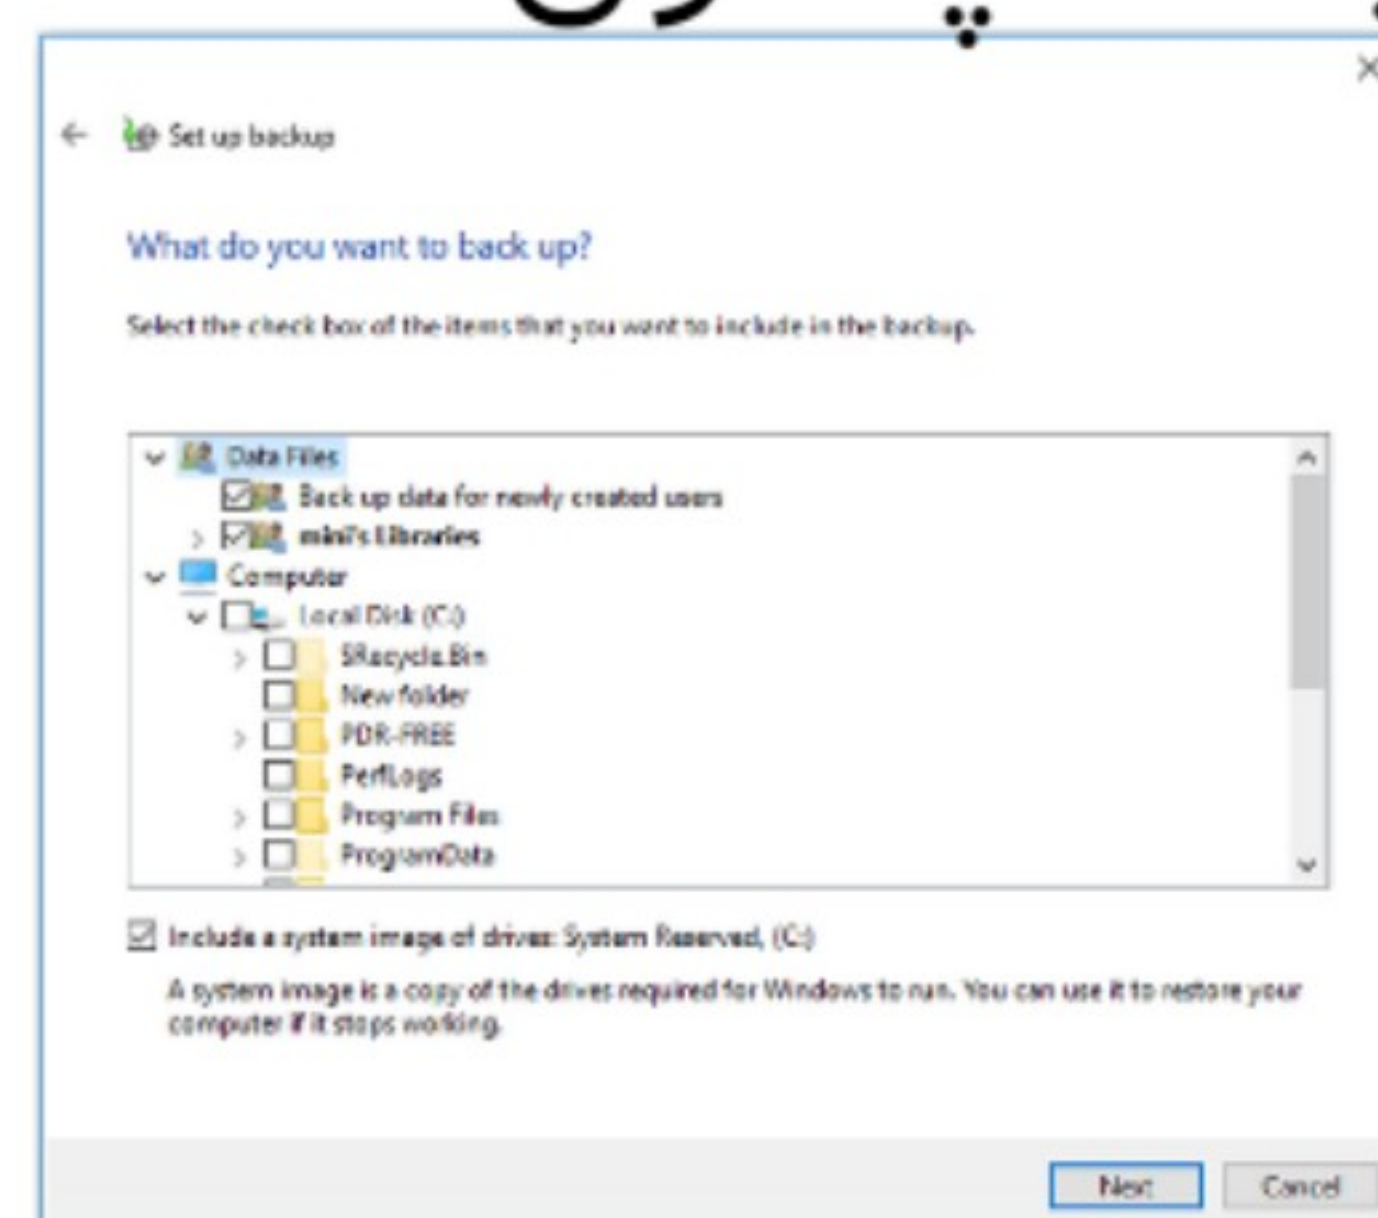 Set up backup
What do you want to back up?
Select the check box of the items that you want to include in the backup.
Data Files
Back up data for newly created users
mini's Libraries
Computer
Local Disk (C:)
$Recycle.Bin
New folder
PDR-FREE
PerfLogs
Program Files
ProgramData
Include a system image of drives: System Reserved, (C:)
A system image is a copy of the drives required for Windows to run. You can use it to restore your
computer if it stops working.
Next
Cancel